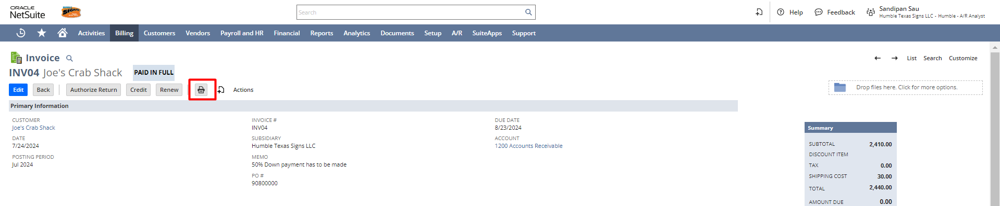 ORACLE
NetSuite
SIGNS
Search
Help
Feedback
Sandipan Sau
Humble Texas Signs LLC - Humble - A/R Analyst
Activities
Billing
Customers
Vendors
Payroll and HR
Financial
Reports
Analytics
Documents
Setup
A/R
SuiteApps
Support
Invoice
List
Search
Customize
INV04 Joe's Crab Shack
PAID IN FULL
Edit
Back
Authorize Return
Credit
Renew
Actions
Drop files here. Click for more options.
Primary Information
CUSTOMER
Joe's Crab Shack
DATE
7/24/2024
POSTING PERIOD
Jul 2024
INVOICE #
INV04
SUBSIDIARY
Humble Texas Signs LLC
MEMO
50% Down payment has to be made
PO #
90800000
DUE DATE
8/23/2024
ACCOUNT
1200 Accounts Receivable
Summary
SUBTOTAL 2,410.00
DISCOUNT ITEM
TAX 0.00
SHIPPING COST 30.00
TOTAL 2,440.00
AMOUNT DUE 0.00